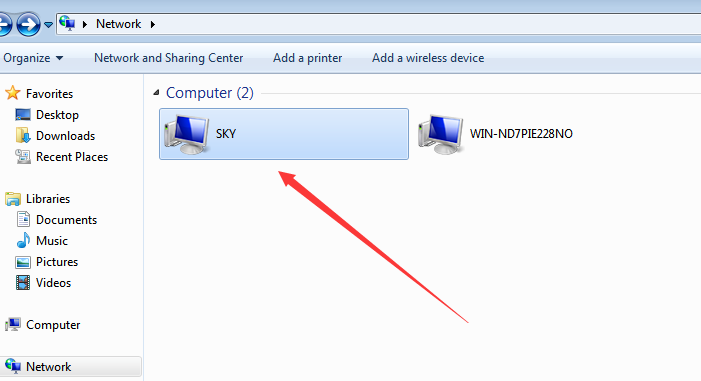 Network
Organize
Network and Sharing Center
Add a printer
Add a wireless device
Favorites
Desktop
Downloads
Recent Places
Libraries
Documents
Music
Pictures
Videos
Computer
Network
Computer (2)
SKY
WIN-ND7PIE228NO